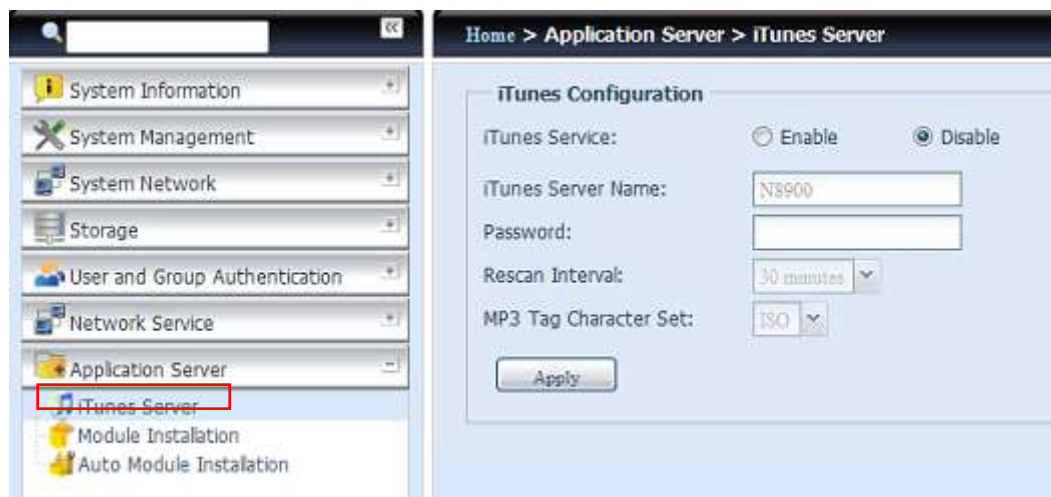 Home > Application Server > iTunes Server
System Information
System Management
System Network
Storage
User and Group Authentication
Network Service
Application Server
iTunes Server
Module Installation
Auto Module Installation
iTunes Configuration
iTunes Service: Enable Disable
iTunes Server Name: N8900
Password:
Rescan Interval: 30 minutes
MP3 Tag Character Set: ISO
Apply